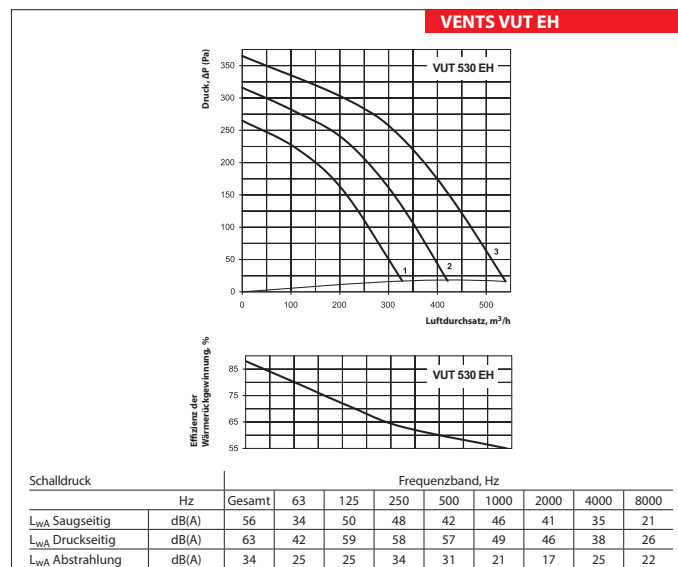 VENTS VUT EH
Druck, ΔP (Pa)
VUT 530 EH
350
300
250
200
150
100
50
0
1
2
3
0 100 200 300 400 500
Luftdurchsatz, m³/h
Effizienz der
Wärmerückgewinnung, %
VUT 530 EH
85
75
65
55
Schalldruck Frequenzband, Hz
Hz Gesamt 63 125 250 500 1000 2000 4000 8000
LwA Saugseitig dB(A) 56 34 50 48 42 46 41 35 21
LwA Druckseitig dB(A) 63 42 59 58 57 49 46 38 26
LwA Abstrahlung dB(A) 34 25 25 34 31 21 17 25 22